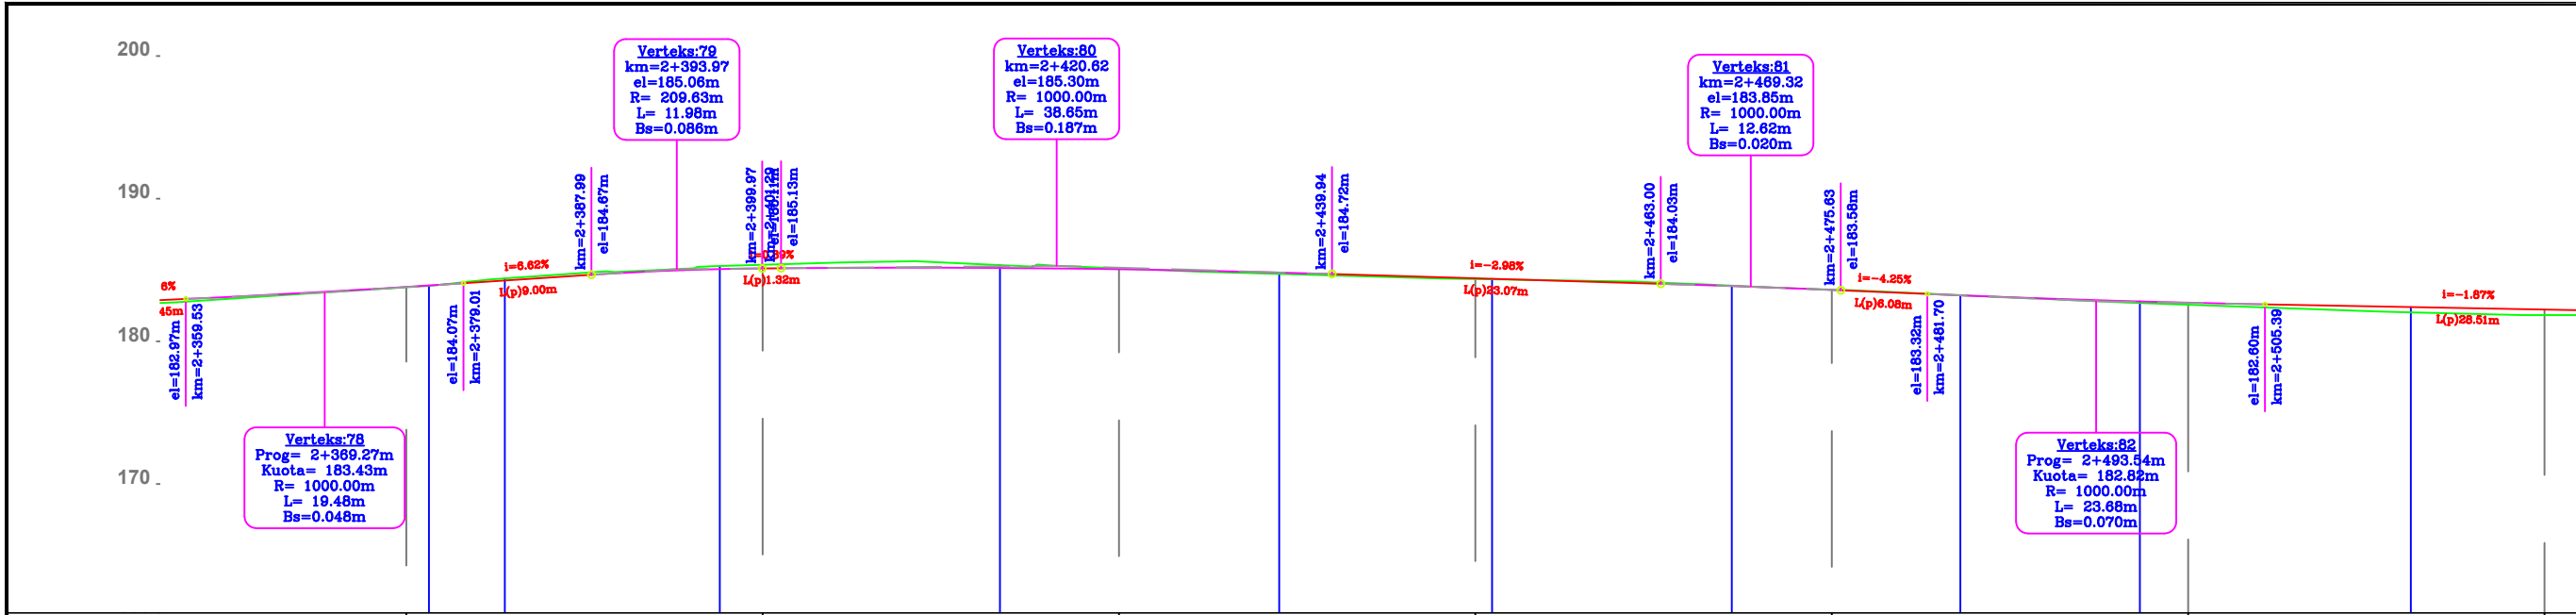 200
190
180
170
Verteks:79
km=2+393.97
el=185.06m
R= 209.63m
L= 11.98m
Bs=0.086m
Verteks:80
km=2+420.62
el=185.30m
R= 1000.00m
L= 38.65m
Bs=0.187m
Verteks:81
km=2+469.32
el=183.85m
R= 1000.00m
L= 12.62m
Bs=0.020m
6%
45m
el=182.97m
km=2+359.53
el=184.07m
km=2+379.01
i=6.62%
L(p)9.00m
km=2+387.99
el=184.67m
km=2+399.97
km=2+401.29
el=185.13m
L(p)1.32m
km=2+439.94
el=184.72m
i=-2.98%
L(p)23.07m
km=2+463.00
el=184.03m
km=2+475.63
el=183.58m
i=-4.25%
L(p)6.08m
el=183.32m
km=2+481.70
el=182.60m
km=2+505.39
i=-1.87%
L(p)28.51m
Verteks:78
Prog= 2+369.27m
Kuota= 183.43m
R= 1000.00m
L= 19.48m
Bs=0.048m
Verteks:82
Prog= 2+493.54m
Kuota= 182.82m
R= 1000.00m
L= 23.68m
Bs=0.070m